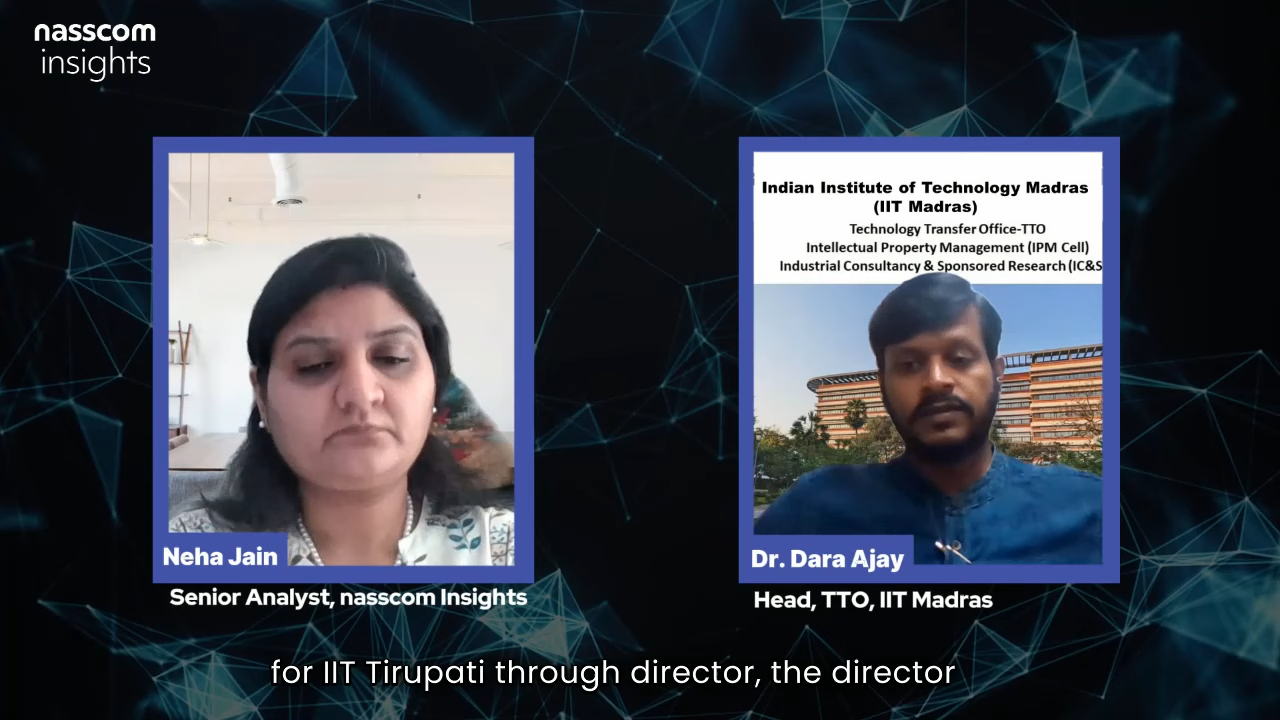 nasscom
insights
Indian Institute of Technology Madras
(IIT Madras)
Technology Transfer Office-TTO
Intellectual Property Management (IPM Cell)
Industrial Consultancy & Sponsored Research (IC&S
Neha Jain
Senior Analyst, nasscom Insights
Dr. Dara Ajay
Head, TTO, IIT Madras
for IIT Tirupati through director, the director